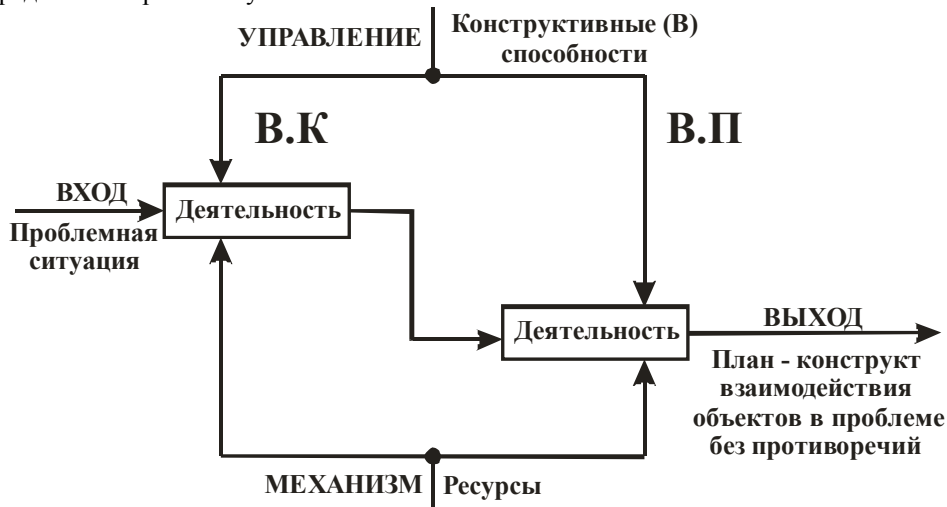 УПРАВЛЕНИЕ
Конструктивные (В)
способности
В.К
В.П
ВХОД
Проблемная
ситуация
Деятельность
Деятельность
ВЫХОД
План - конструкт
взаимодействия
объектов в проблеме
без противоречий
МЕХАНИЗМ
Ресурсы